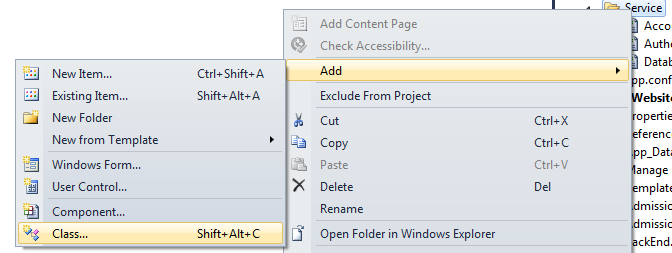 Add Content Page
Check Accessibility...
Add
Exclude From Project
Cut Ctrl+X
Copy Ctrl+C
Paste Ctrl+V
Delete Del
Rename
Open Folder in Windows Explorer
New Item... Ctrl+Shift+A
Existing Item... Shift+Alt+A
New Folder
New from Template
Windows Form...
User Control...
Component...
Class... Shift+Alt+C
Service
Acco
Authe
Datab
pp.conf
Website
roperties
eference
pp_Data
Manage
emplate
dmissio
dmissio
ackEnd.